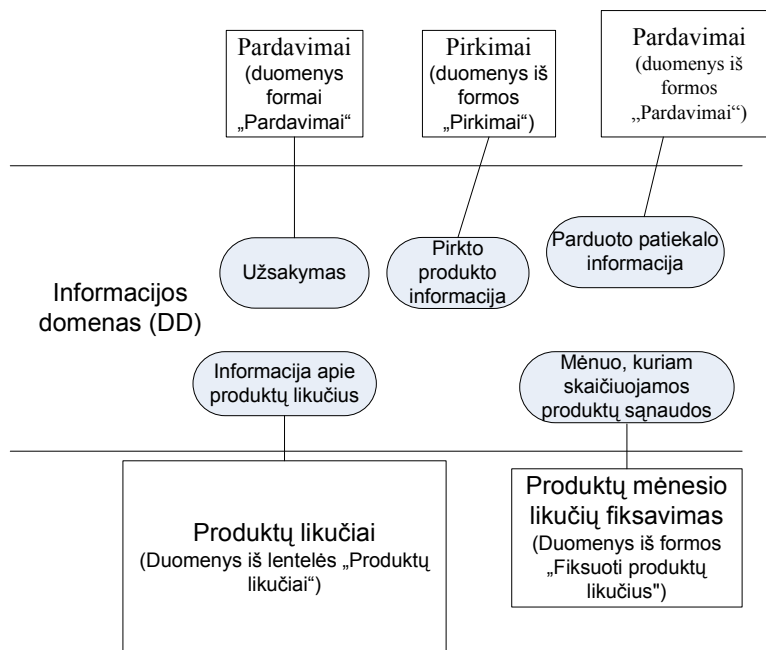 Pardavimai
(duomenys
formai
„Pardavimai“
Pirkimai
(duomenys iš
formos
„Pirkimai“)
Pardavimai
(duomenys iš
formos
„Pardavimai“)
Užsakymas
Pirkto
produkto
informacija
Parduoto patiekalo
informacija
Informacijos
domenas (DD)
Informacija apie
produktų likučius
Mėnuo, kuriam
skaičiuojamos
produktų sąnaudos
Produktų likučiai
(Duomenys iš lentelės „Produktų
likučiai“)
Produktų mėnesio
likučių fiksavimas
(Duomenys iš formos
„Fiksuoti produktų
likučius")